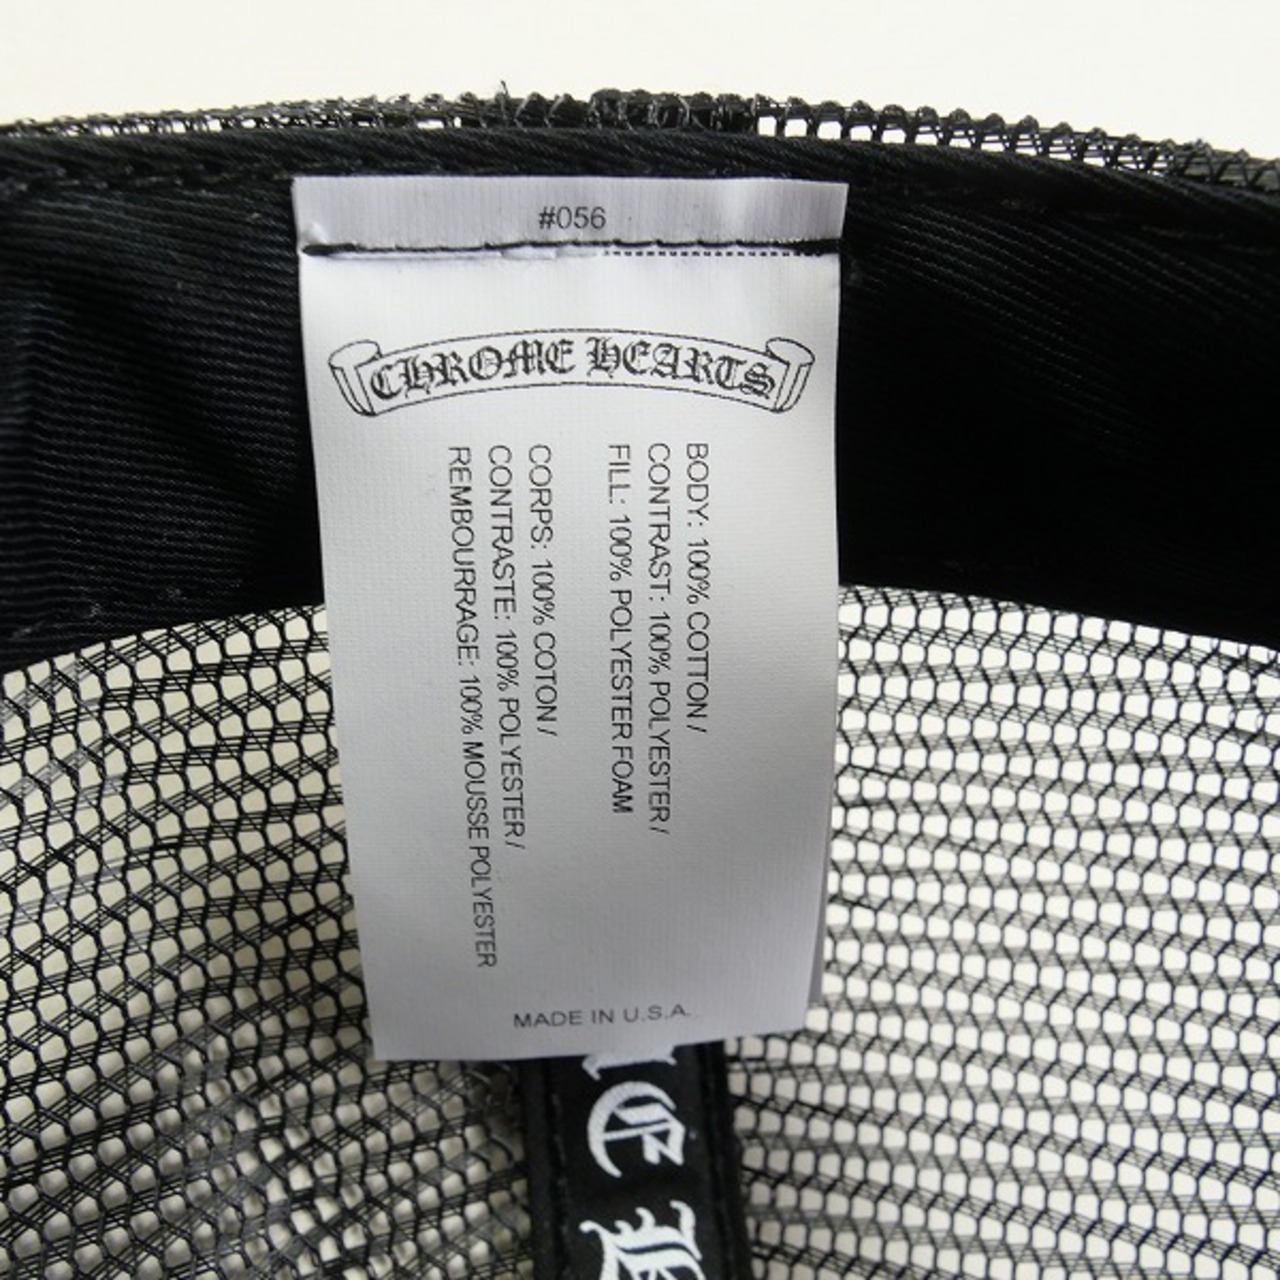 #056
CHROME HEARTS
BODY: 100% COTTON /
CONTRAST: 100% POLYESTER /
FILL: 100% POLYESTER FOAM
CORPS: 100% COTON /
CONTRASTE: 100% POLYESTER /
REMBOURRAGE: 100% MOUSSE POLYESTER
MADE IN U.S.A.